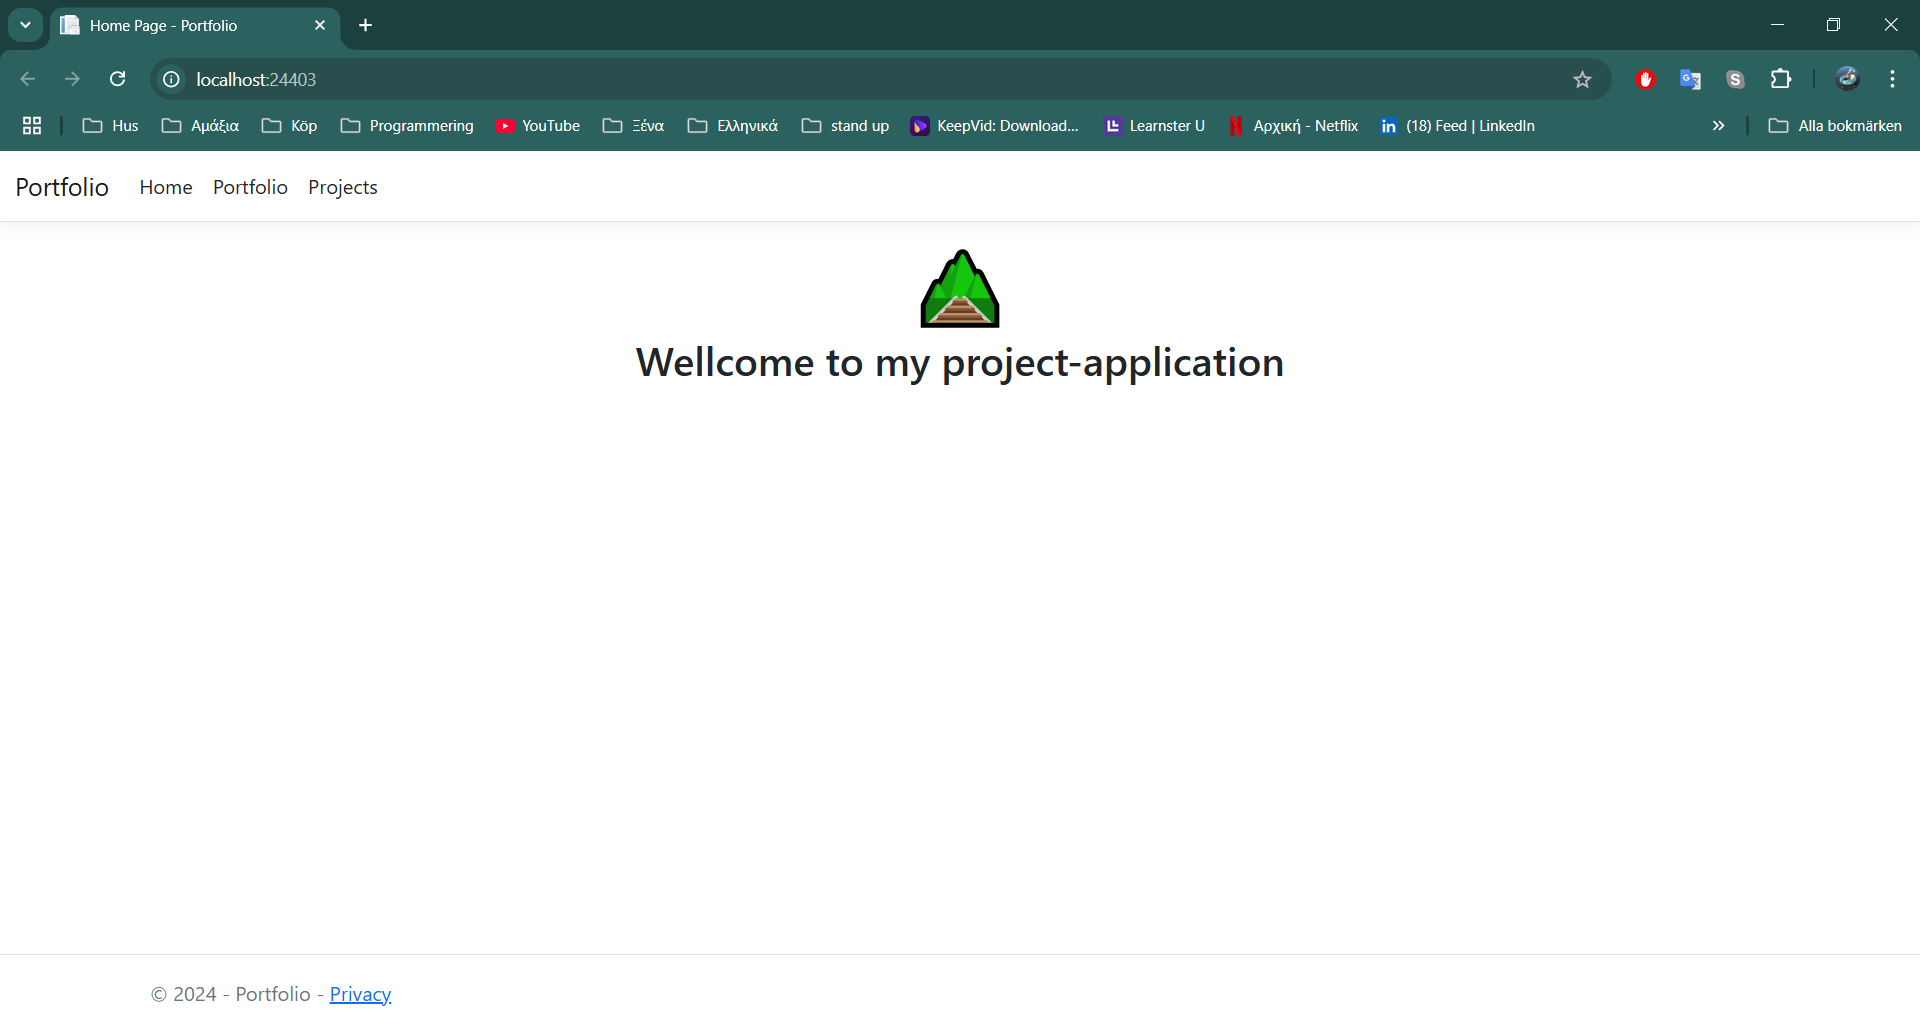 Home Page - Portfolio
localhost:24403
Hus Αμάξια Köp Programmering YouTube Ξένα Ελληνικά stand up KeepVid: Download... Learnster U Αρχική - Netflix (18) Feed | LinkedIn Alla bokmärken
Portfolio Home Portfolio Projects
Wellcome to my project-application
© 2024 - Portfolio - Privacy